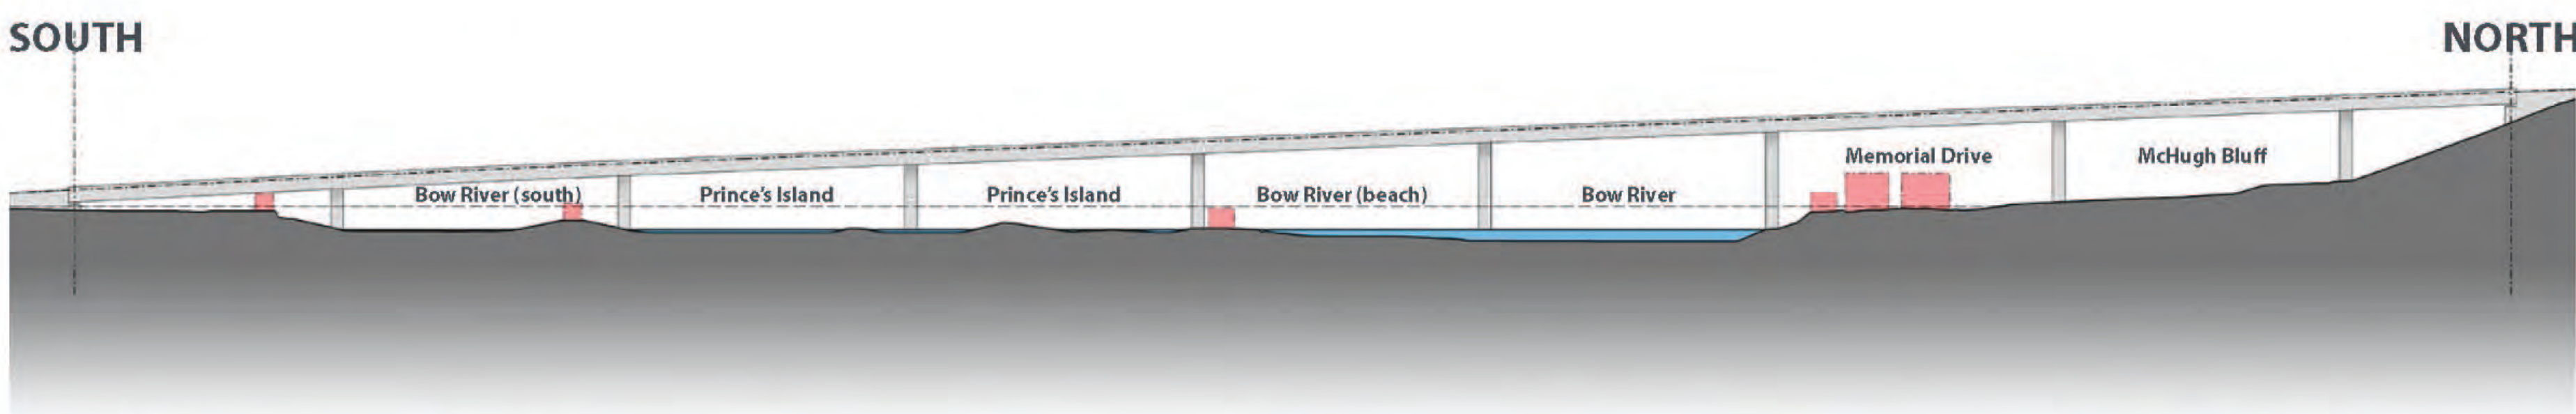 SOUTH
NORTH
Memorial Drive
McHugh Bluff
Bow River (south)
Prince's Island
Prince's Island
Bow River (beach)
Bow River